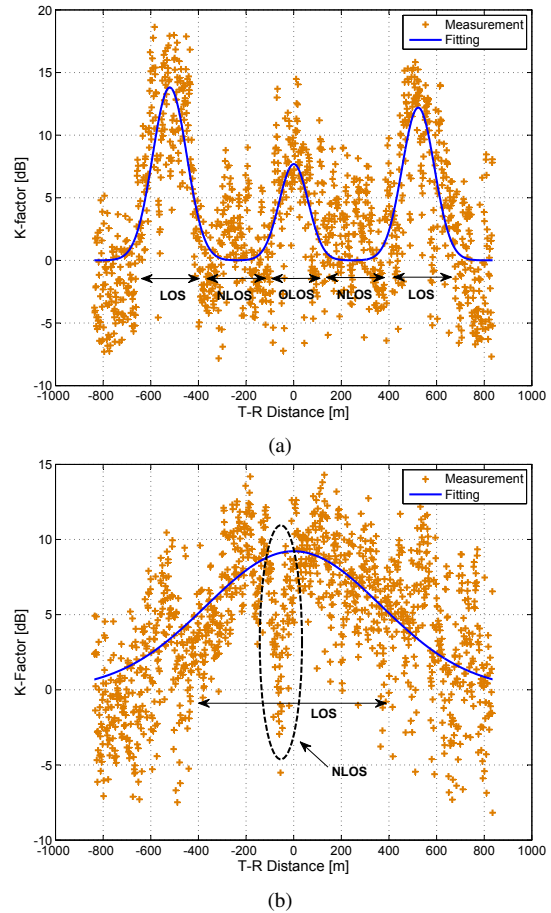 20
15
10
5
0
-5
-10
K-factor [dB]
Measurement
Fitting
LOS
NLOS
OLOS
NLOS
LOS
-1000 -800 -600 -400 -200 0 200 400 600 800 1000
T-R Distance [m]
(a)
15
10
5
0
-5
-10
K-Factor [dB]
Measurement
Fitting
LOS
NLOS
-1000 -800 -600 -400 -200 0 200 400 600 800 1000
T-R Distance [m]
(b)